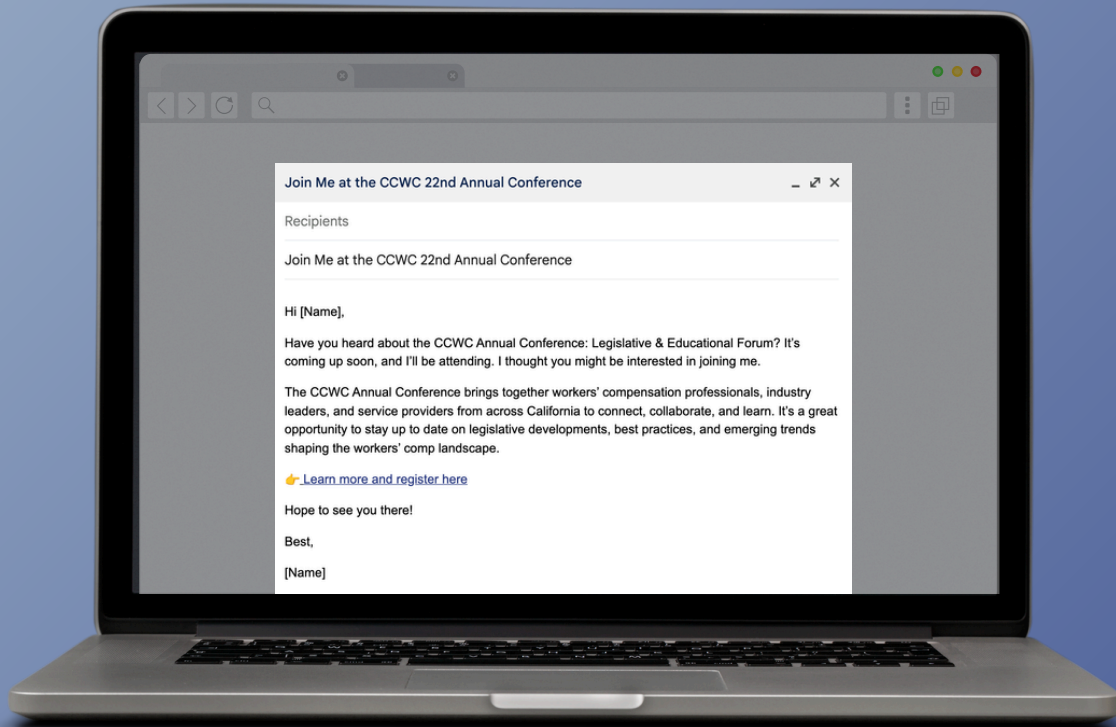 Join Me at the CCWC 22nd Annual Conference
Recipients
Join Me at the CCWC 22nd Annual Conference
Hi [Name],
Have you heard about the CCWC Annual Conference: Legislative & Educational Forum? It's
coming up soon, and I'll be attending. I thought you might be interested in joining me.
The CCWC Annual Conference brings together workers' compensation professionals, industry
leaders, and service providers from across California to connect, collaborate, and learn. It's a great
opportunity to stay up to date on legislative developments, best practices, and emerging trends
shaping the workers' comp landscape.
👉 Learn more and register here
Hope to see you there!
Best,
[Name]